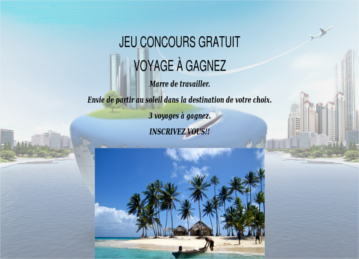 JEU CONCOURS GRATUIT
VOYAGE À GAGNEZ
Marre de travailler.
Envie de partir au soleil dans la destination de votre choix.
3 voyages à gagnez.
INSCRIVEZ VOUS!!